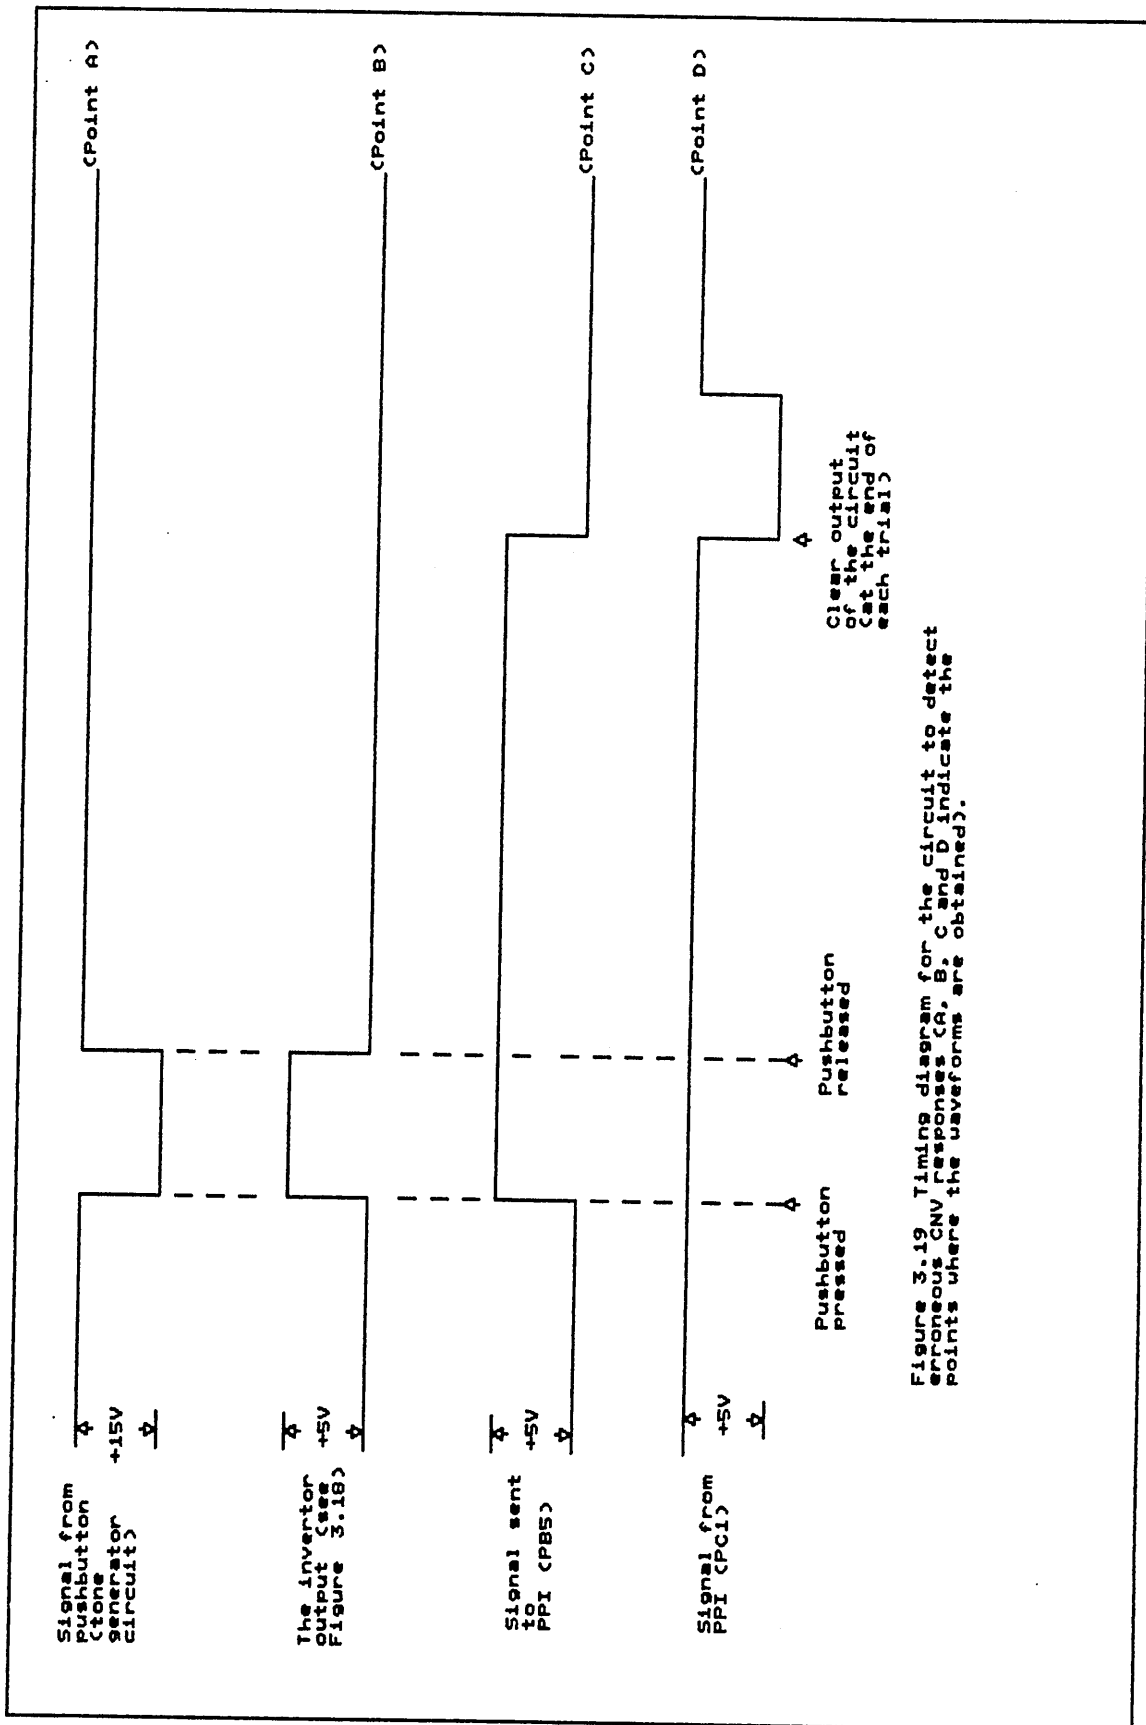 Signal from
pushbutton
(tone
generator
circuit)
+15V
(Point A)
The invertor
output (see
Figure 3.18)
+5V
(Point B)
Signal sent
to
PPI (PB5)
+5V
(Point C)
Signal from
PPI (PC1)
+5V
(Point D)
Pushbutton
pressed
Pushbutton
released
Clear output
of the circuit
(at the end of
each trial)
Figure 3.19 Timing diagram for the circuit to detect
erroneous CNV responses (A, B, C and D indicate the
points where the waveforms are obtained).